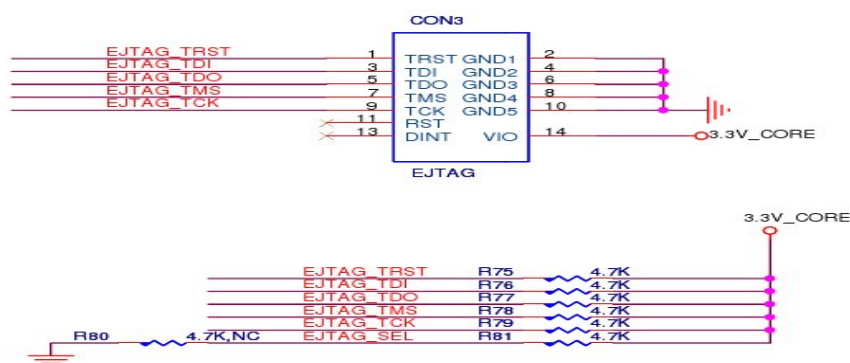 CON3
EJTAG_TRST 1 TRST GND1 2
EJTAG_TDI 3 TDI GND2 4
EJTAG_TDO 5 TDO GND3 6
EJTAG_TMS 7 TMS GND4 8
EJTAG_TCK 9 TCK GND5 10
11 RST
13 DINT VIO 14 3.3V_CORE
EJTAG
3.3V_CORE
EJTAG_TRST R75 4.7K
EJTAG_TDI R76 4.7K
EJTAG_TDO R77 4.7K
EJTAG_TMS R78 4.7K
EJTAG_TCK R79 4.7K
R80 4.7K,NC EJTAG_SEL R81 4.7K